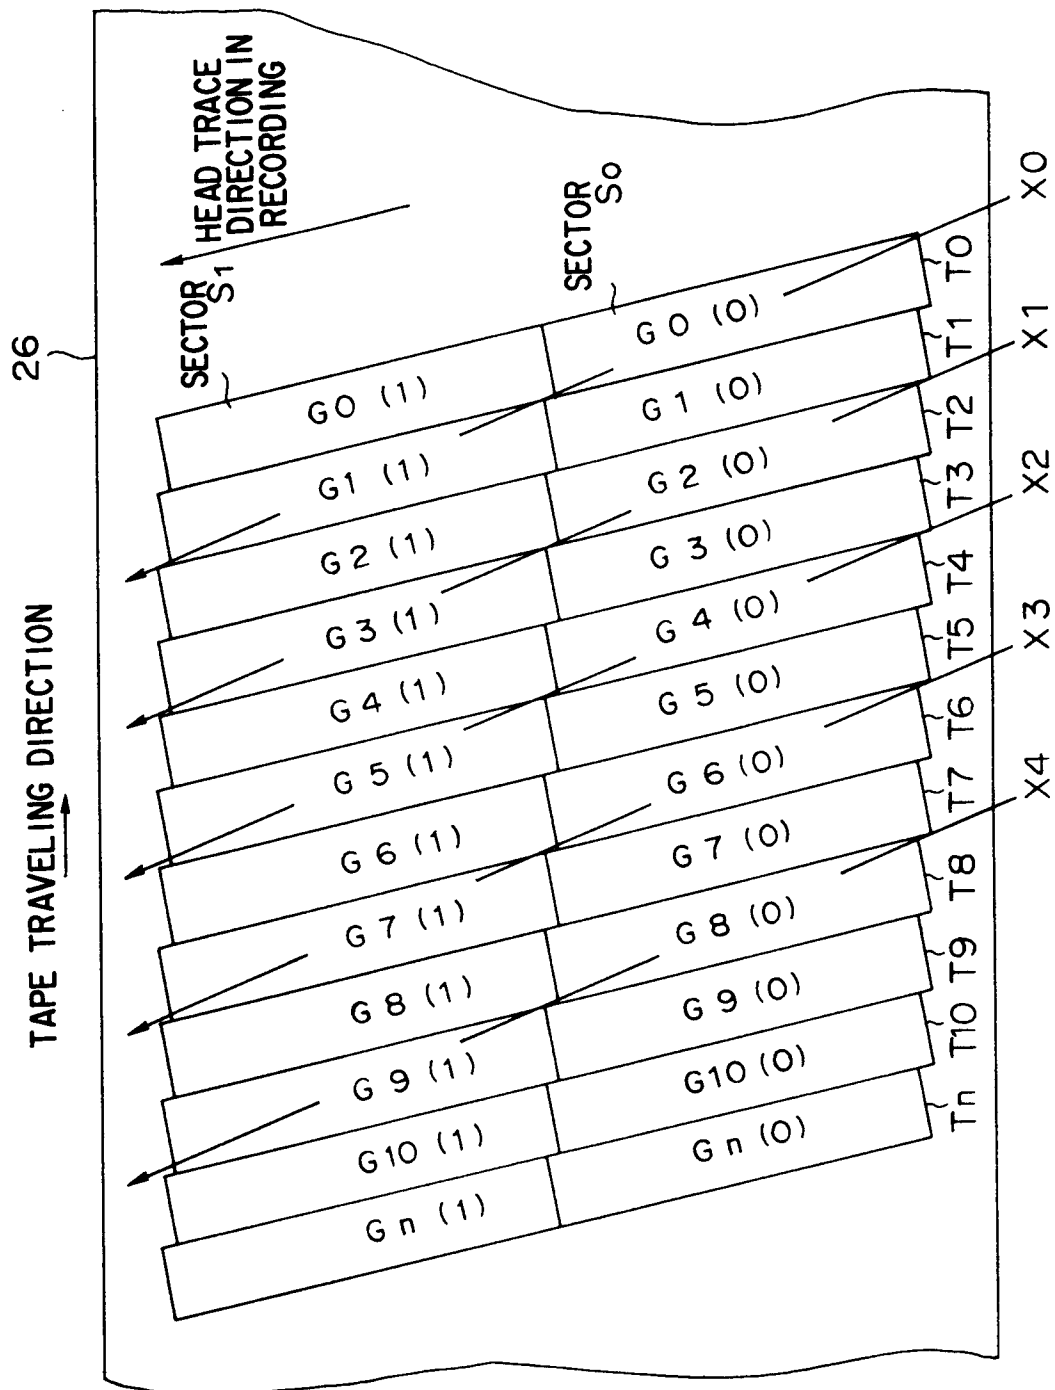 TAPE TRAVELING DIRECTION
26
HEAD TRACE
DIRECTION IN
RECORDING
SECTOR
S1
SECTOR
S0
G0 (1)
G1 (1)
G2 (1)
G3 (1)
G4 (1)
G5 (1)
G6 (1)
G7 (1)
G8 (1)
G9 (1)
G10 (1)
Gn (1)
G0 (0)
G1 (0)
G2 (0)
G3 (0)
G4 (0)
G5 (0)
G6 (0)
G7 (0)
G8 (0)
G9 (0)
G10 (0)
Gn (0)
T0
T1
T2
T3
T4
T5
T6
T7
T8
T9
T10
Tn
X0
X1
X2
X3
X4